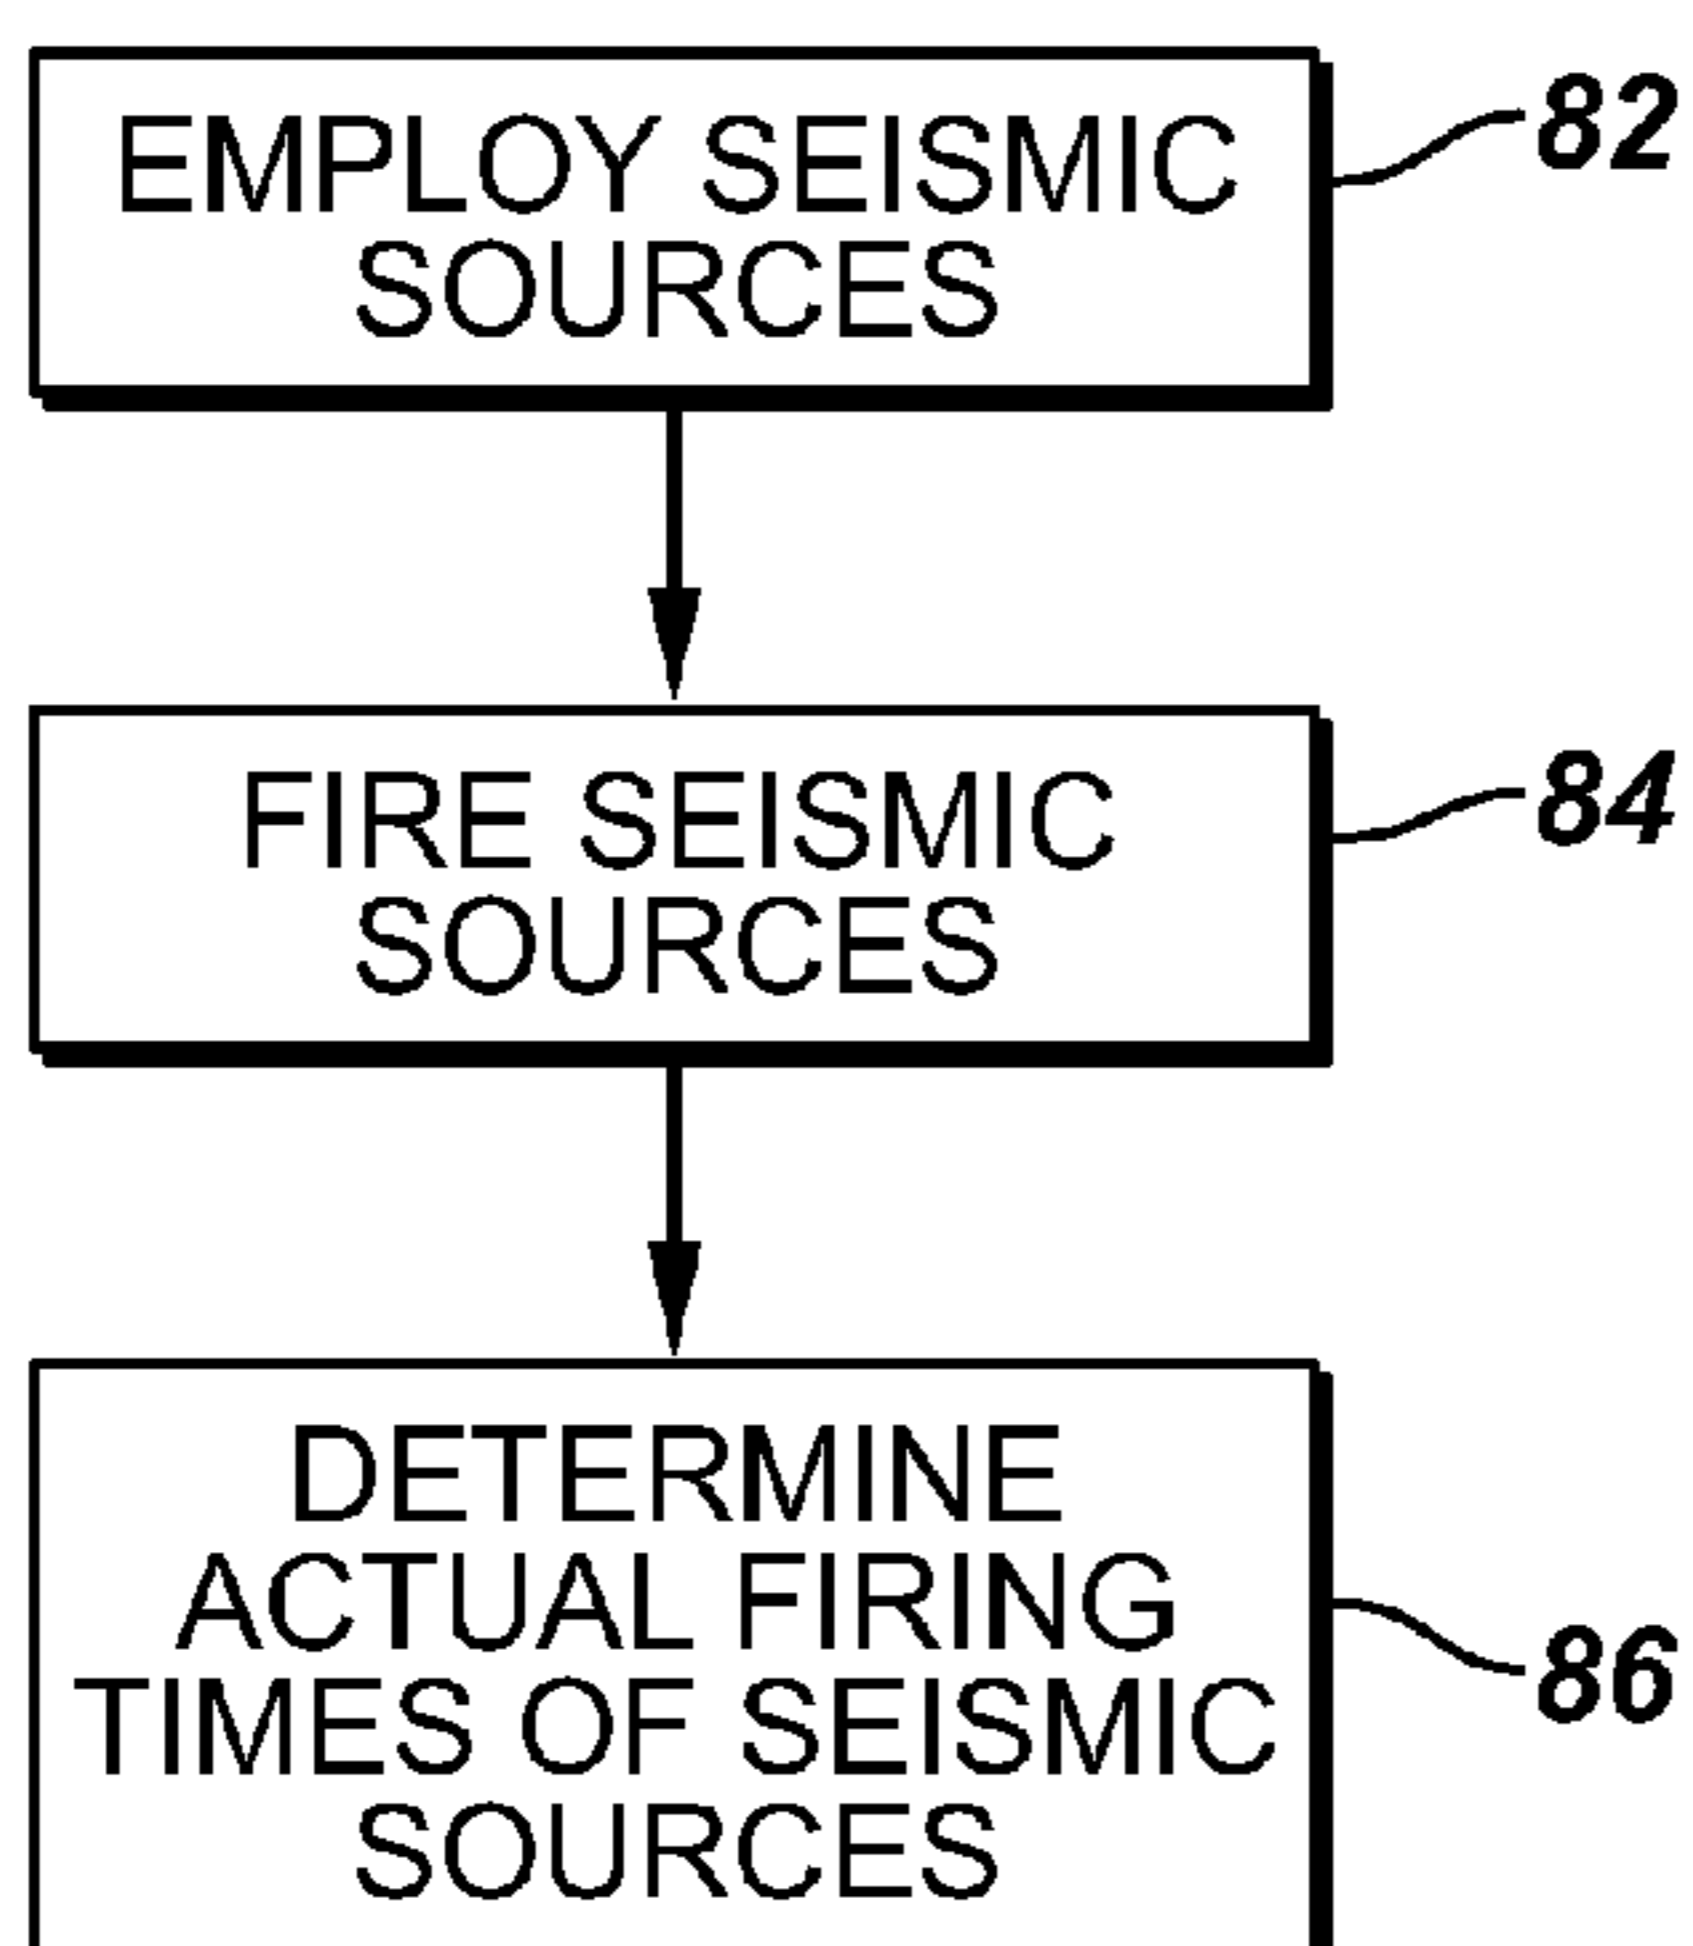 EMPLOY SEISMIC
SOURCES
82
FIRE SEISMIC
SOURCES
84
DETERMINE
ACTUAL FIRING
TIMES OF SEISMIC
SOURCES
86